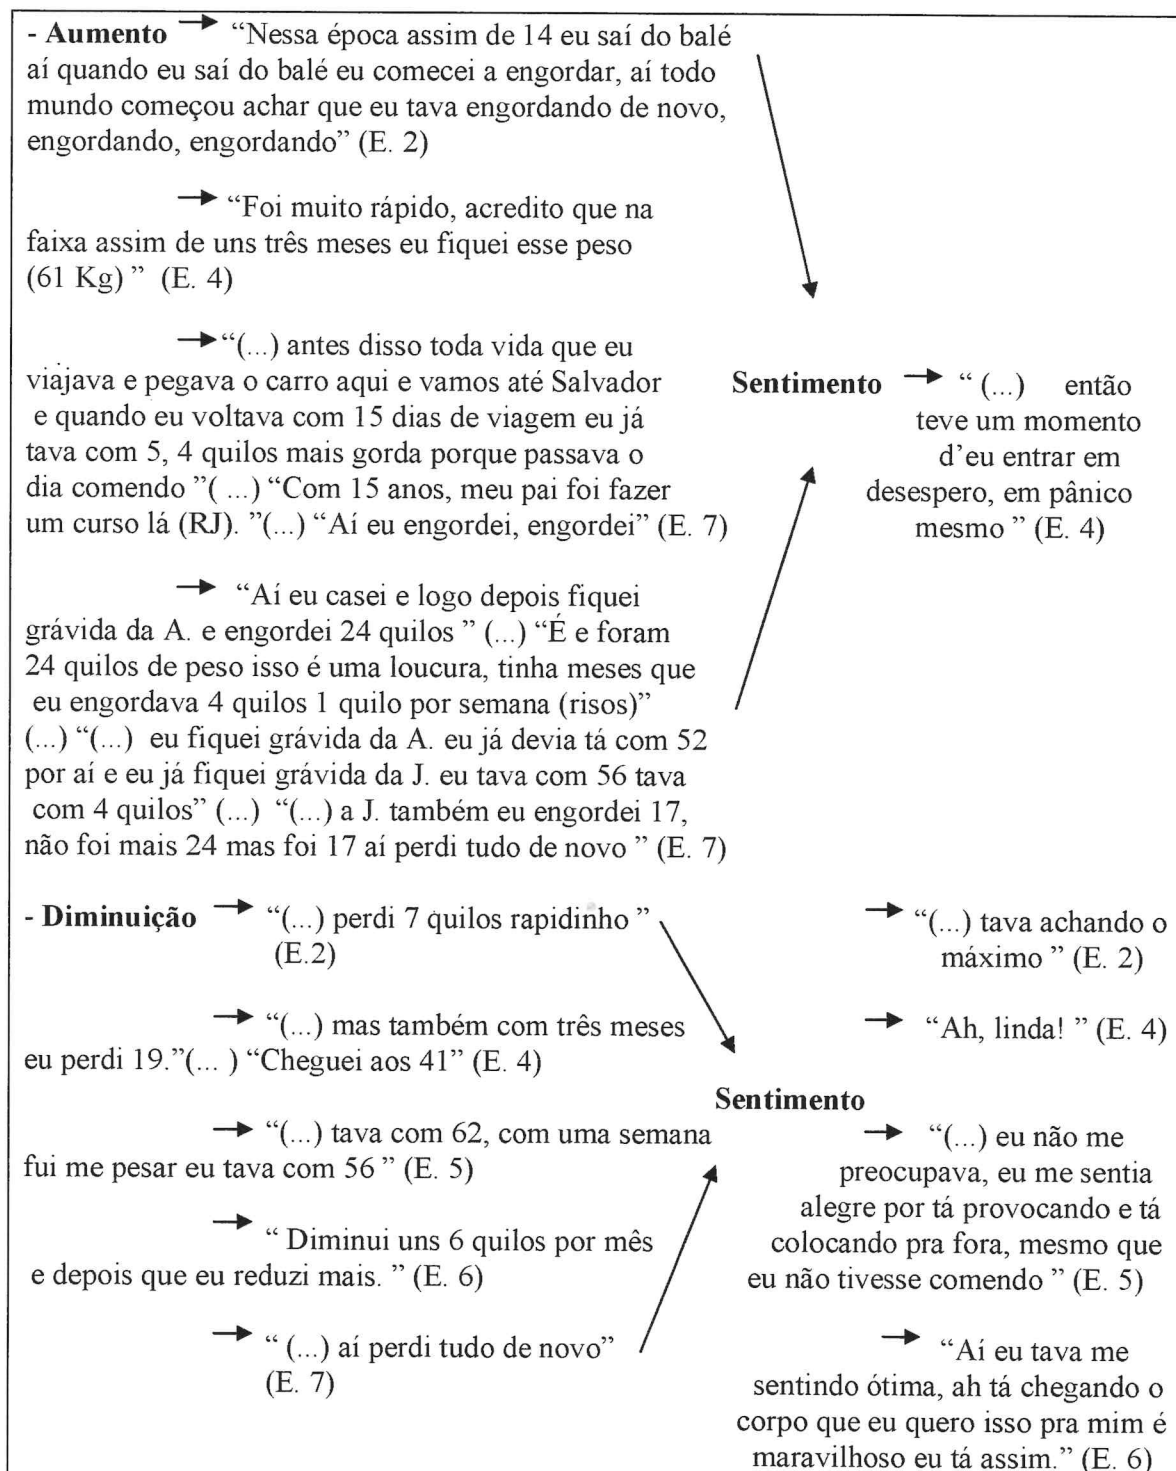 - Aumento → “Nessa época assim de 14 eu saí do balé
aí quando eu saí do balé eu comecei a engordar, aí todo
mundo começou achar que eu tava engordando de novo,
engordando, engordando” (E. 2)
→ “Foi muito rápido, acredito que na
faixa assim de uns três meses eu fiquei esse peso
(61 Kg) ” (E. 4)
→“(...) antes disso toda vida que eu
viajava e pegava o carro aqui e vamos até Salvador
e quando eu voltava com 15 dias de viagem eu já
tava com 5, 4 quilos mais gorda porque passava o
dia comendo ”( ...) “Com 15 anos, meu pai foi fazer
um curso lá (RJ). ”(...) “Aí eu engordei, engordei” (E. 7)
→ “Aí eu casei e logo depois fiquei
grávida da A. e engordei 24 quilos ” (...) “É e foram
24 quilos de peso isso é uma loucura, tinha meses que
eu engordava 4 quilos 1 quilo por semana (risos)”
(...) “(...) eu fiquei grávida da A. eu já devia tá com 52
por aí e eu já fiquei grávida da J. eu tava com 56 tava
com 4 quilos” (...) “(...) a J. também eu engordei 17,
não foi mais 24 mas foi 17 aí perdi tudo de novo ” (E. 7)
Sentimento → “ (...) então
teve um momento
d’eu entrar em
desespero, em pânico
mesmo ” (E. 4)
- Diminuição → “(...) perdi 7 quilos rapidinho ”
(E.2)
→ “(...) mas também com três meses
eu perdi 19.”(... ) “Cheguei aos 41” (E. 4)
→ “(...) tava com 62, com uma semana
fui me pesar eu tava com 56 ” (E. 5)
→ “ Diminui uns 6 quilos por mês
e depois que eu reduzi mais. ” (E. 6)
→ “ (...) aí perdi tudo de novo”
(E. 7)
Sentimento
→ “(...) tava achando o
máximo ” (E. 2)
→ “Ah, linda! ” (E. 4)
→ “(...) eu não me
preocupava, eu me sentia
alegre por tá provocando e tá
colocando pra fora, mesmo que
eu não tivesse comendo ” (E. 5)
→ “Aí eu tava me
sentindo ótima, ah tá chegando o
corpo que eu quero isso pra mim é
maravilhoso eu tá assim.” (E. 6)